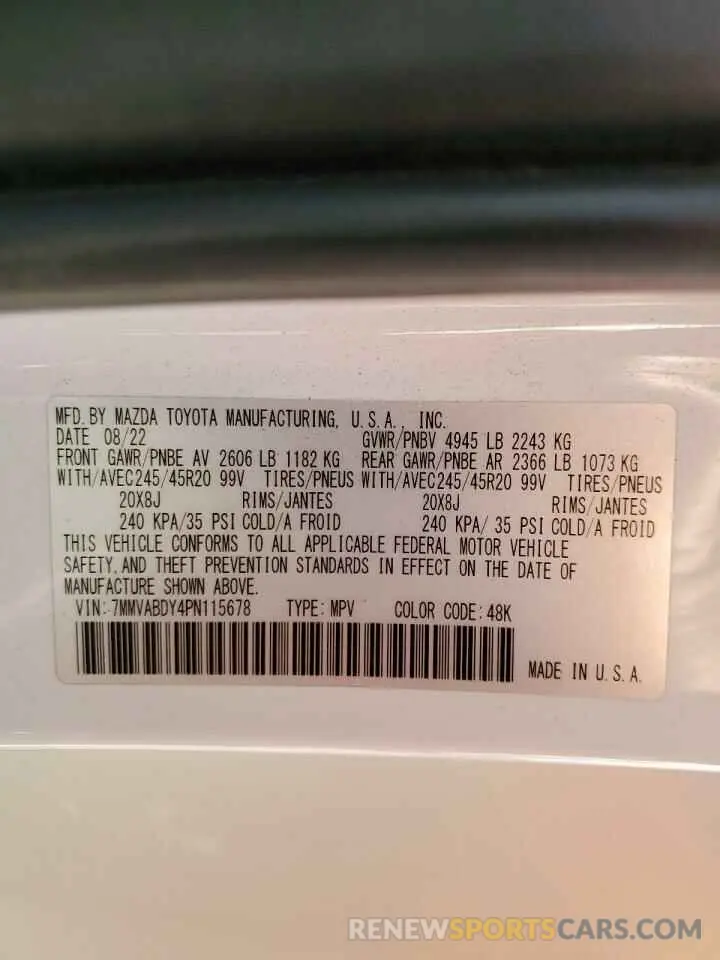 MFD. BY MAZDA TOYOTA MANUFACTURING, U.S.A., INC.
DATE 08/22 GVWR/PNBV 4945 LB 2243 KG
FRONT GAWR/PNBE AV 2606 LB 1182 KG REAR GAWR/PNBE AR 2366 LB 1073 KG
WITH/AVEC 245/45R20 99V TIRES/PNEUS WITH/AVEC 245/45R20 99V TIRES/PNEUS
20X8J RIMS/JANTES 20X8J RIMS/JANTES
240 KPA/35 PSI COLD/A FROID 240 KPA/ 35 PSI COLD/A FROID
THIS VEHICLE CONFORMS TO ALL APPLICABLE FEDERAL MOTOR VEHICLE
SAFETY, AND THEFT PREVENTION STANDARDS IN EFFECT ON THE DATE OF
MANUFACTURE SHOWN ABOVE.
VIN: 7MMVABDY4PN115678 TYPE: MPV COLOR CODE: 48K
MADE IN U.S.A.
RENEWSPORTSCARS.COM